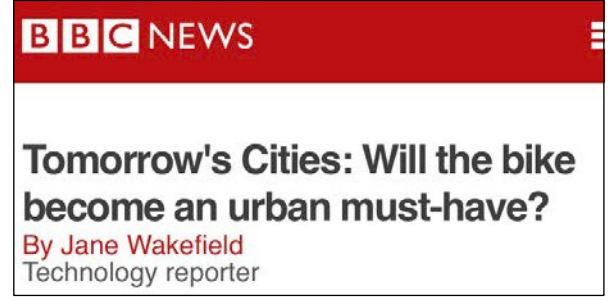 BBC NEWS
Tomorrow's Cities: Will the bike
become an urban must-have?
By Jane Wakefield
Technology reporter